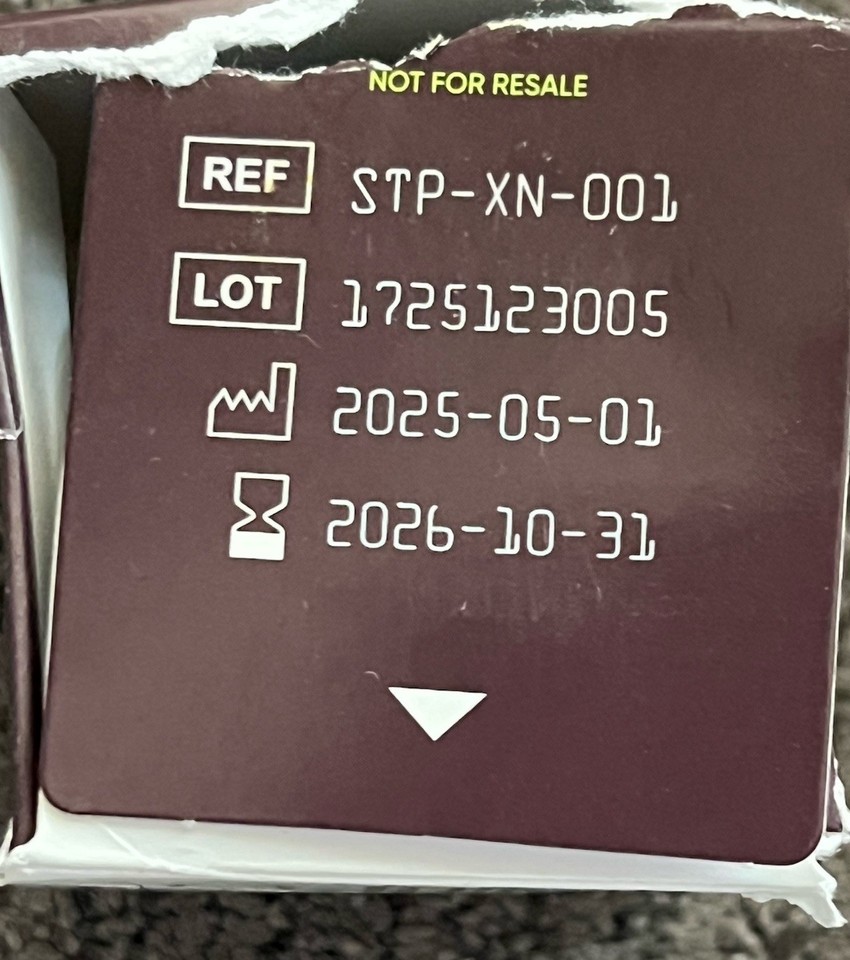 NOT FOR RESALE
REF STP-XN-001
LOT 1725123005
2025-05-01
2026-10-31